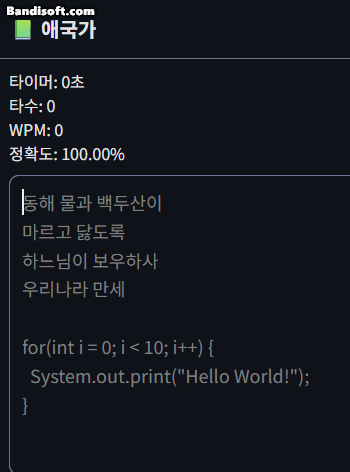 Bandisoft.com
📗 애국가
타이머: 0초
타수: 0
WPM: 0
정확도: 100.00%
동해 물과 백두산이
마르고 닳도록
하느님이 보우하사
우리나라 만세

for(int i = 0; i < 10; i++) {
  System.out.print("Hello World!");
}